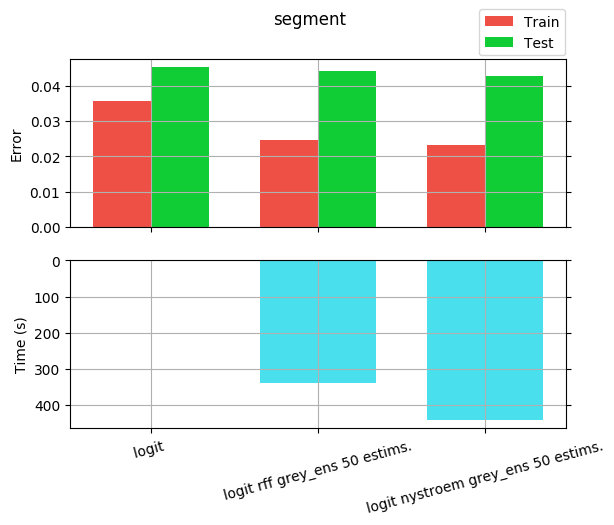 segment
Train
Test
Error
0.04
0.03
0.02
0.01
0.00
Time (s)
0
100
200
300
400
logit
logit rff grey_ens 50 estims.
logit nystroem grey_ens 50 estims.